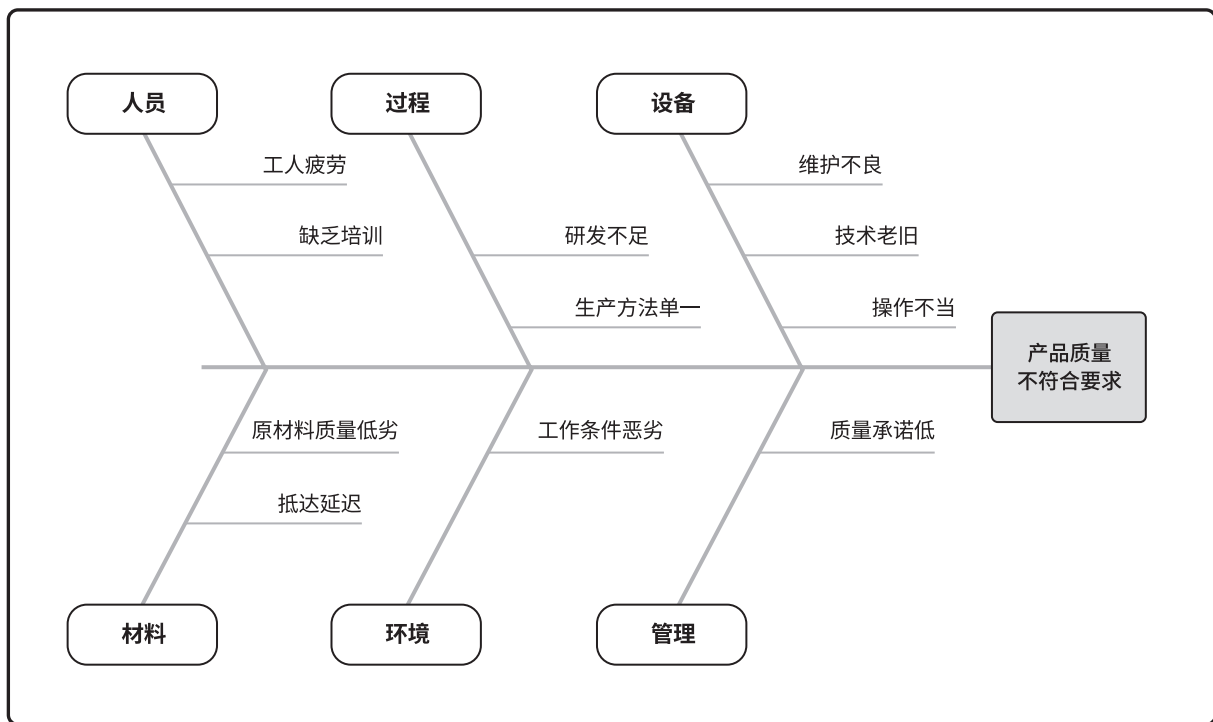 人员
过程
设备
工人疲劳
维护不良
缺乏培训
研发不足
技术老旧
生产方法单一
操作不当
产品质量
不符合要求
原材料质量低劣
工作条件恶劣
质量承诺低
抵达延迟
材料
环境
管理